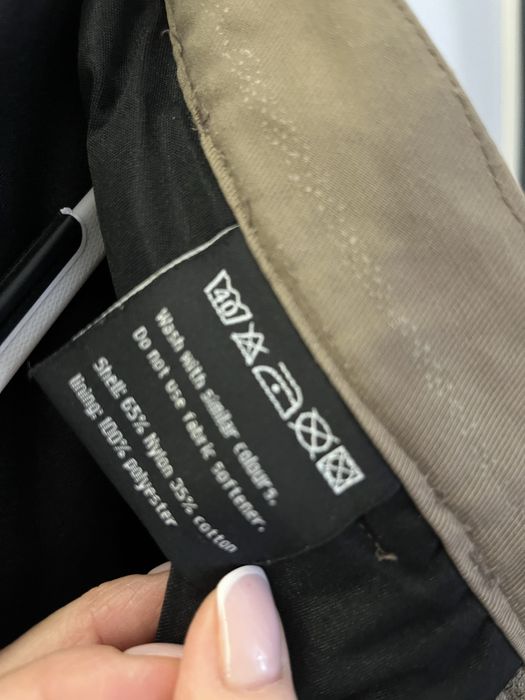 40
Wash with similar colours.
Do not use fabric softener.
Shell: 65% Nylon 35% cotton
lining: 100% polyester